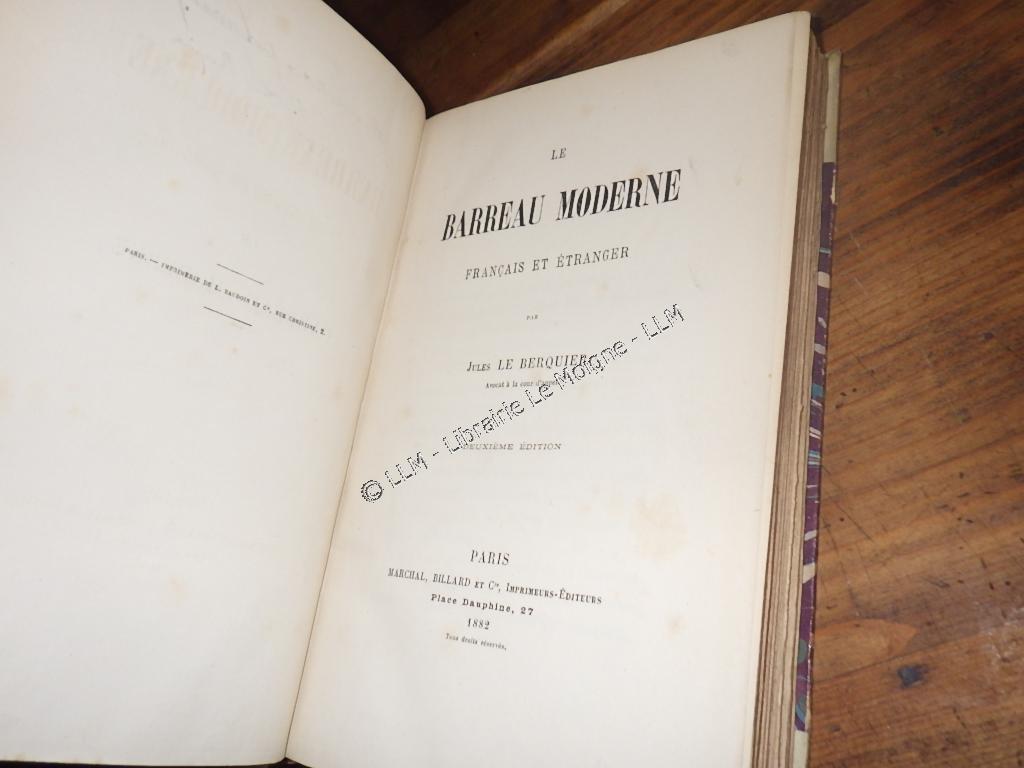 PARIS. — IMPRIMERIE DE L. BAUDOIN ET Cᵉ, RUE CHRISTINE, 2.
LE
BARREAU MODERNE
FRANÇAIS ET ÉTRANGER
PAR
JULES LE BERQUIER
Avocat à la cour d'appel
DEUXIÈME ÉDITION
PARIS
MARCHAL, BILLARD ET Cⁱᵉ, IMPRIMEURS-ÉDITEURS
Place Dauphine, 27
1882
Tous droits réservés.
© LLM - Librairie Le Moigne - LLM